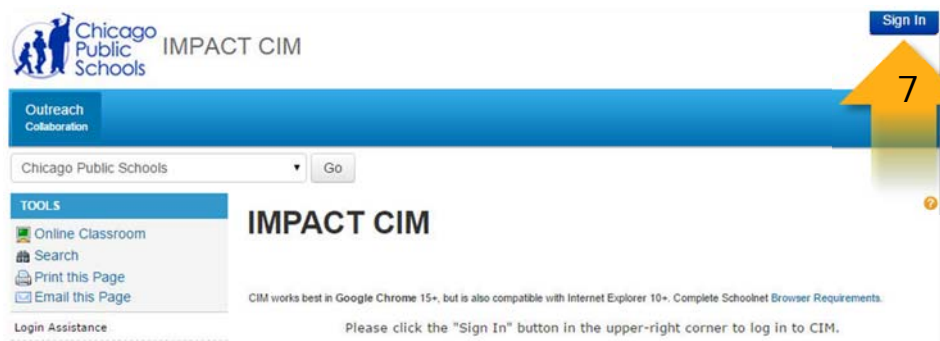 Chicago
Public
Schools
IMPACT CIM
Sign In
7
Outreach
Collaboration
Chicago Public Schools
Go
TOOLS
Online Classroom
Search
Print this Page
Email this Page
Login Assistance
IMPACT CIM
CIM works best in Google Chrome 15+, but is also compatible with Internet Explorer 10+. Complete Schoolnet Browser Requirements.
Please click the "Sign In" button in the upper-right corner to log in to CIM.